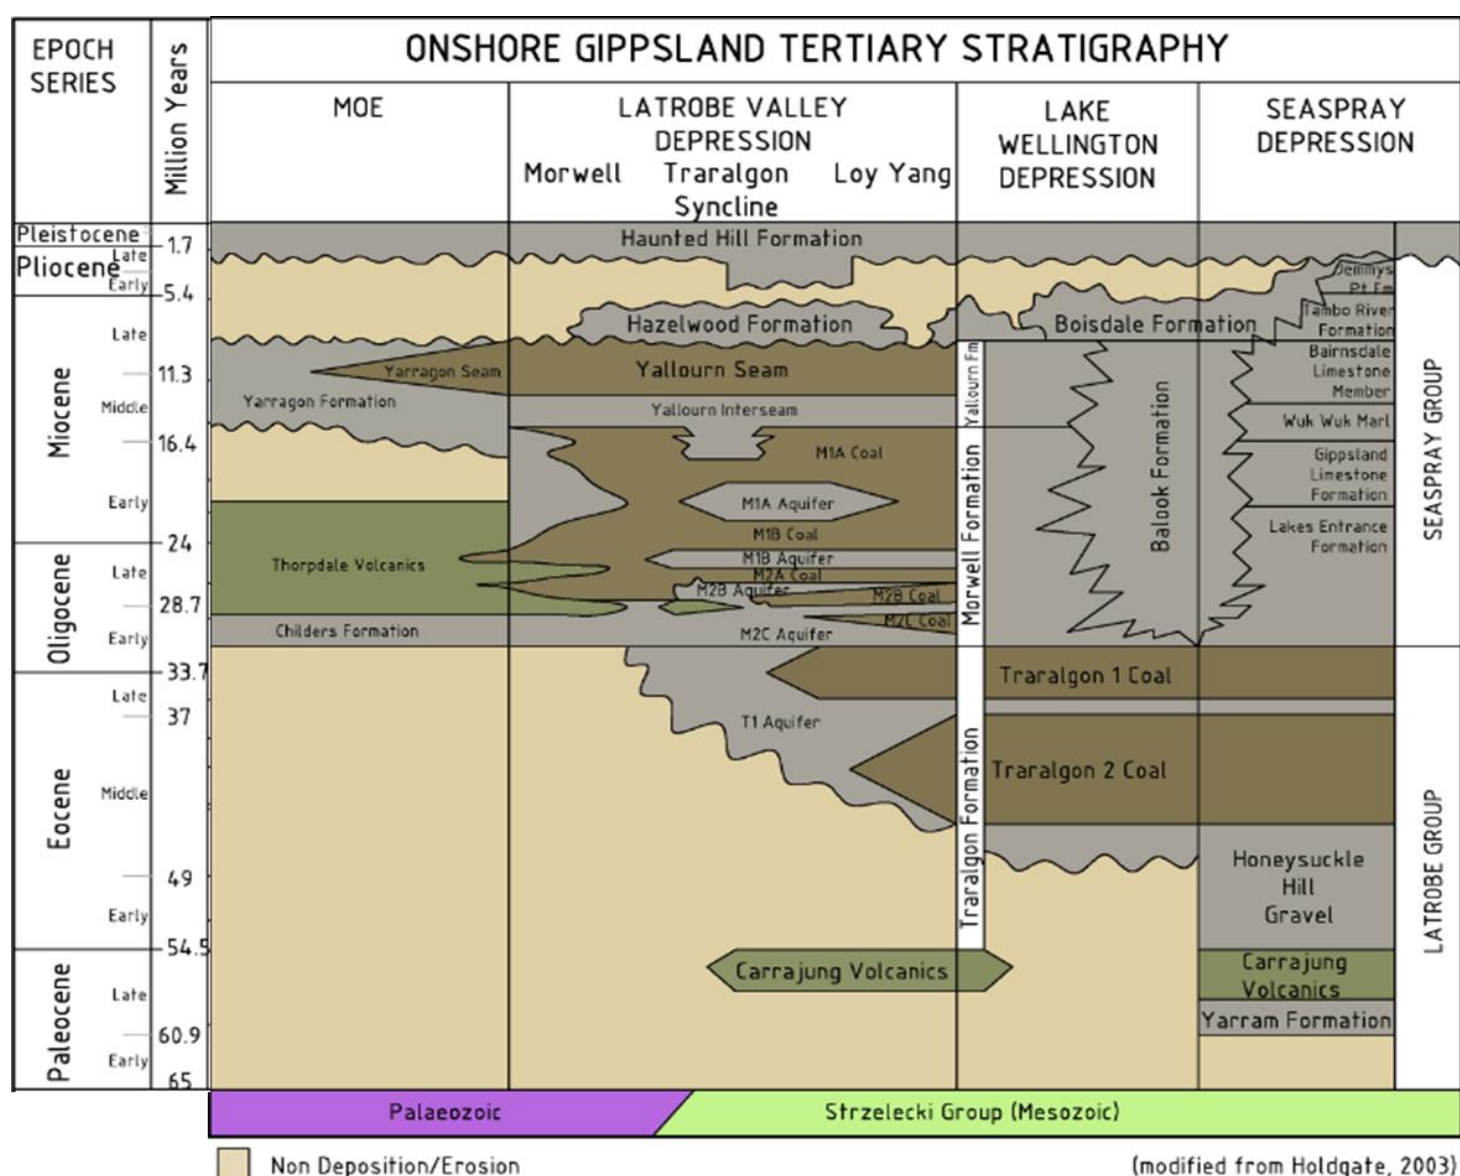 EPOCH
SERIES
Million Years
ONSHORE GIPPSLAND TERTIARY STRATIGRAPHY
MOE
LATROBE VALLEY
DEPRESSION
Morwell
Traralgon
Syncline
Loy Yang
LAKE
WELLINGTON
DEPRESSION
SEASPRAY
DEPRESSION
Pleistocene
1.7
Pliocene
Late
Early
5.4
Miocene
Late
11.3
Middle
16.4
Early
24
Oligocene
Late
28.7
Early
33.7
Eocene
Late
37
Middle
49
Early
54.5
Paleocene
Late
60.9
Early
65
Haunted Hill Formation
Hazelwood Formation
Yarragon Seam
Yarragon Formation
Yallourn Seam
Yallourn Interseam
M1A Coal
M1A Aquifer
M1B Coal
M1B Aquifer
M2A Coal
M2B Aquifer
M2B Coal
M2C Coal
M2C Aquifer
Thorpdale Volcanics
Childers Formation
T1 Aquifer
Carrajung Volcanics
Yallourn Fm
Morwell Formation
Traralgon Formation
Boisdale Formation
Balook Formation
Traralgon 1 Coal
Traralgon 2 Coal
Jemmys
Pt Fm
Tambo River
Formation
Bairnsdale
Limestone
Member
Wuk Wuk Marl
Gippsland
Limestone
Formation
Lakes Entrance
Formation
Honeysuckle
Hill
Gravel
Carrajung
Volcanics
Yarram Formation
SEASPRAY GROUP
LATROBE GROUP
Palaeozoic
Strzelecki Group (Mesozoic)
Non Deposition/Erosion
(modified from Holdgate, 2003)